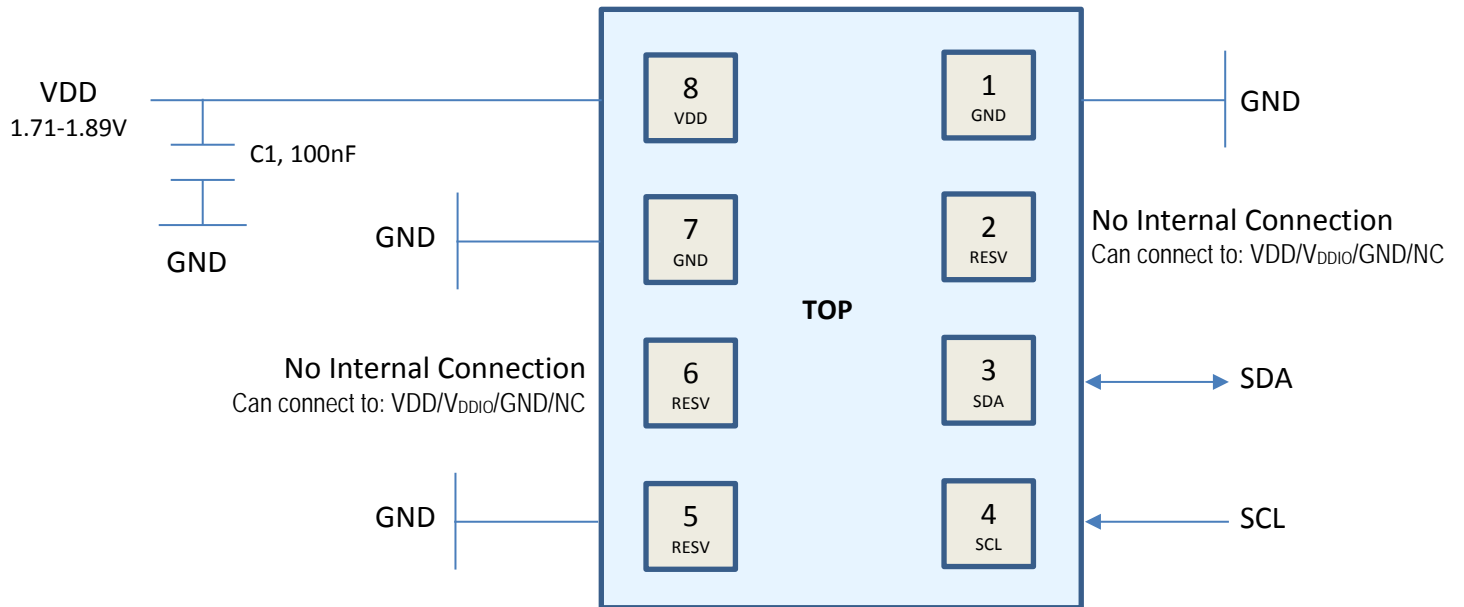 VDD
1.71-1.89V
C1, 100nF
GND
8
VDD
1
GND
GND
GND
7
GND
2
RESV
No Internal Connection
Can connect to: VDD/VDDIO/GND/NC
TOP
No Internal Connection
Can connect to: VDD/VDDIO/GND/NC
6
RESV
3
SDA
SDA
GND
5
RESV
4
SCL
SCL